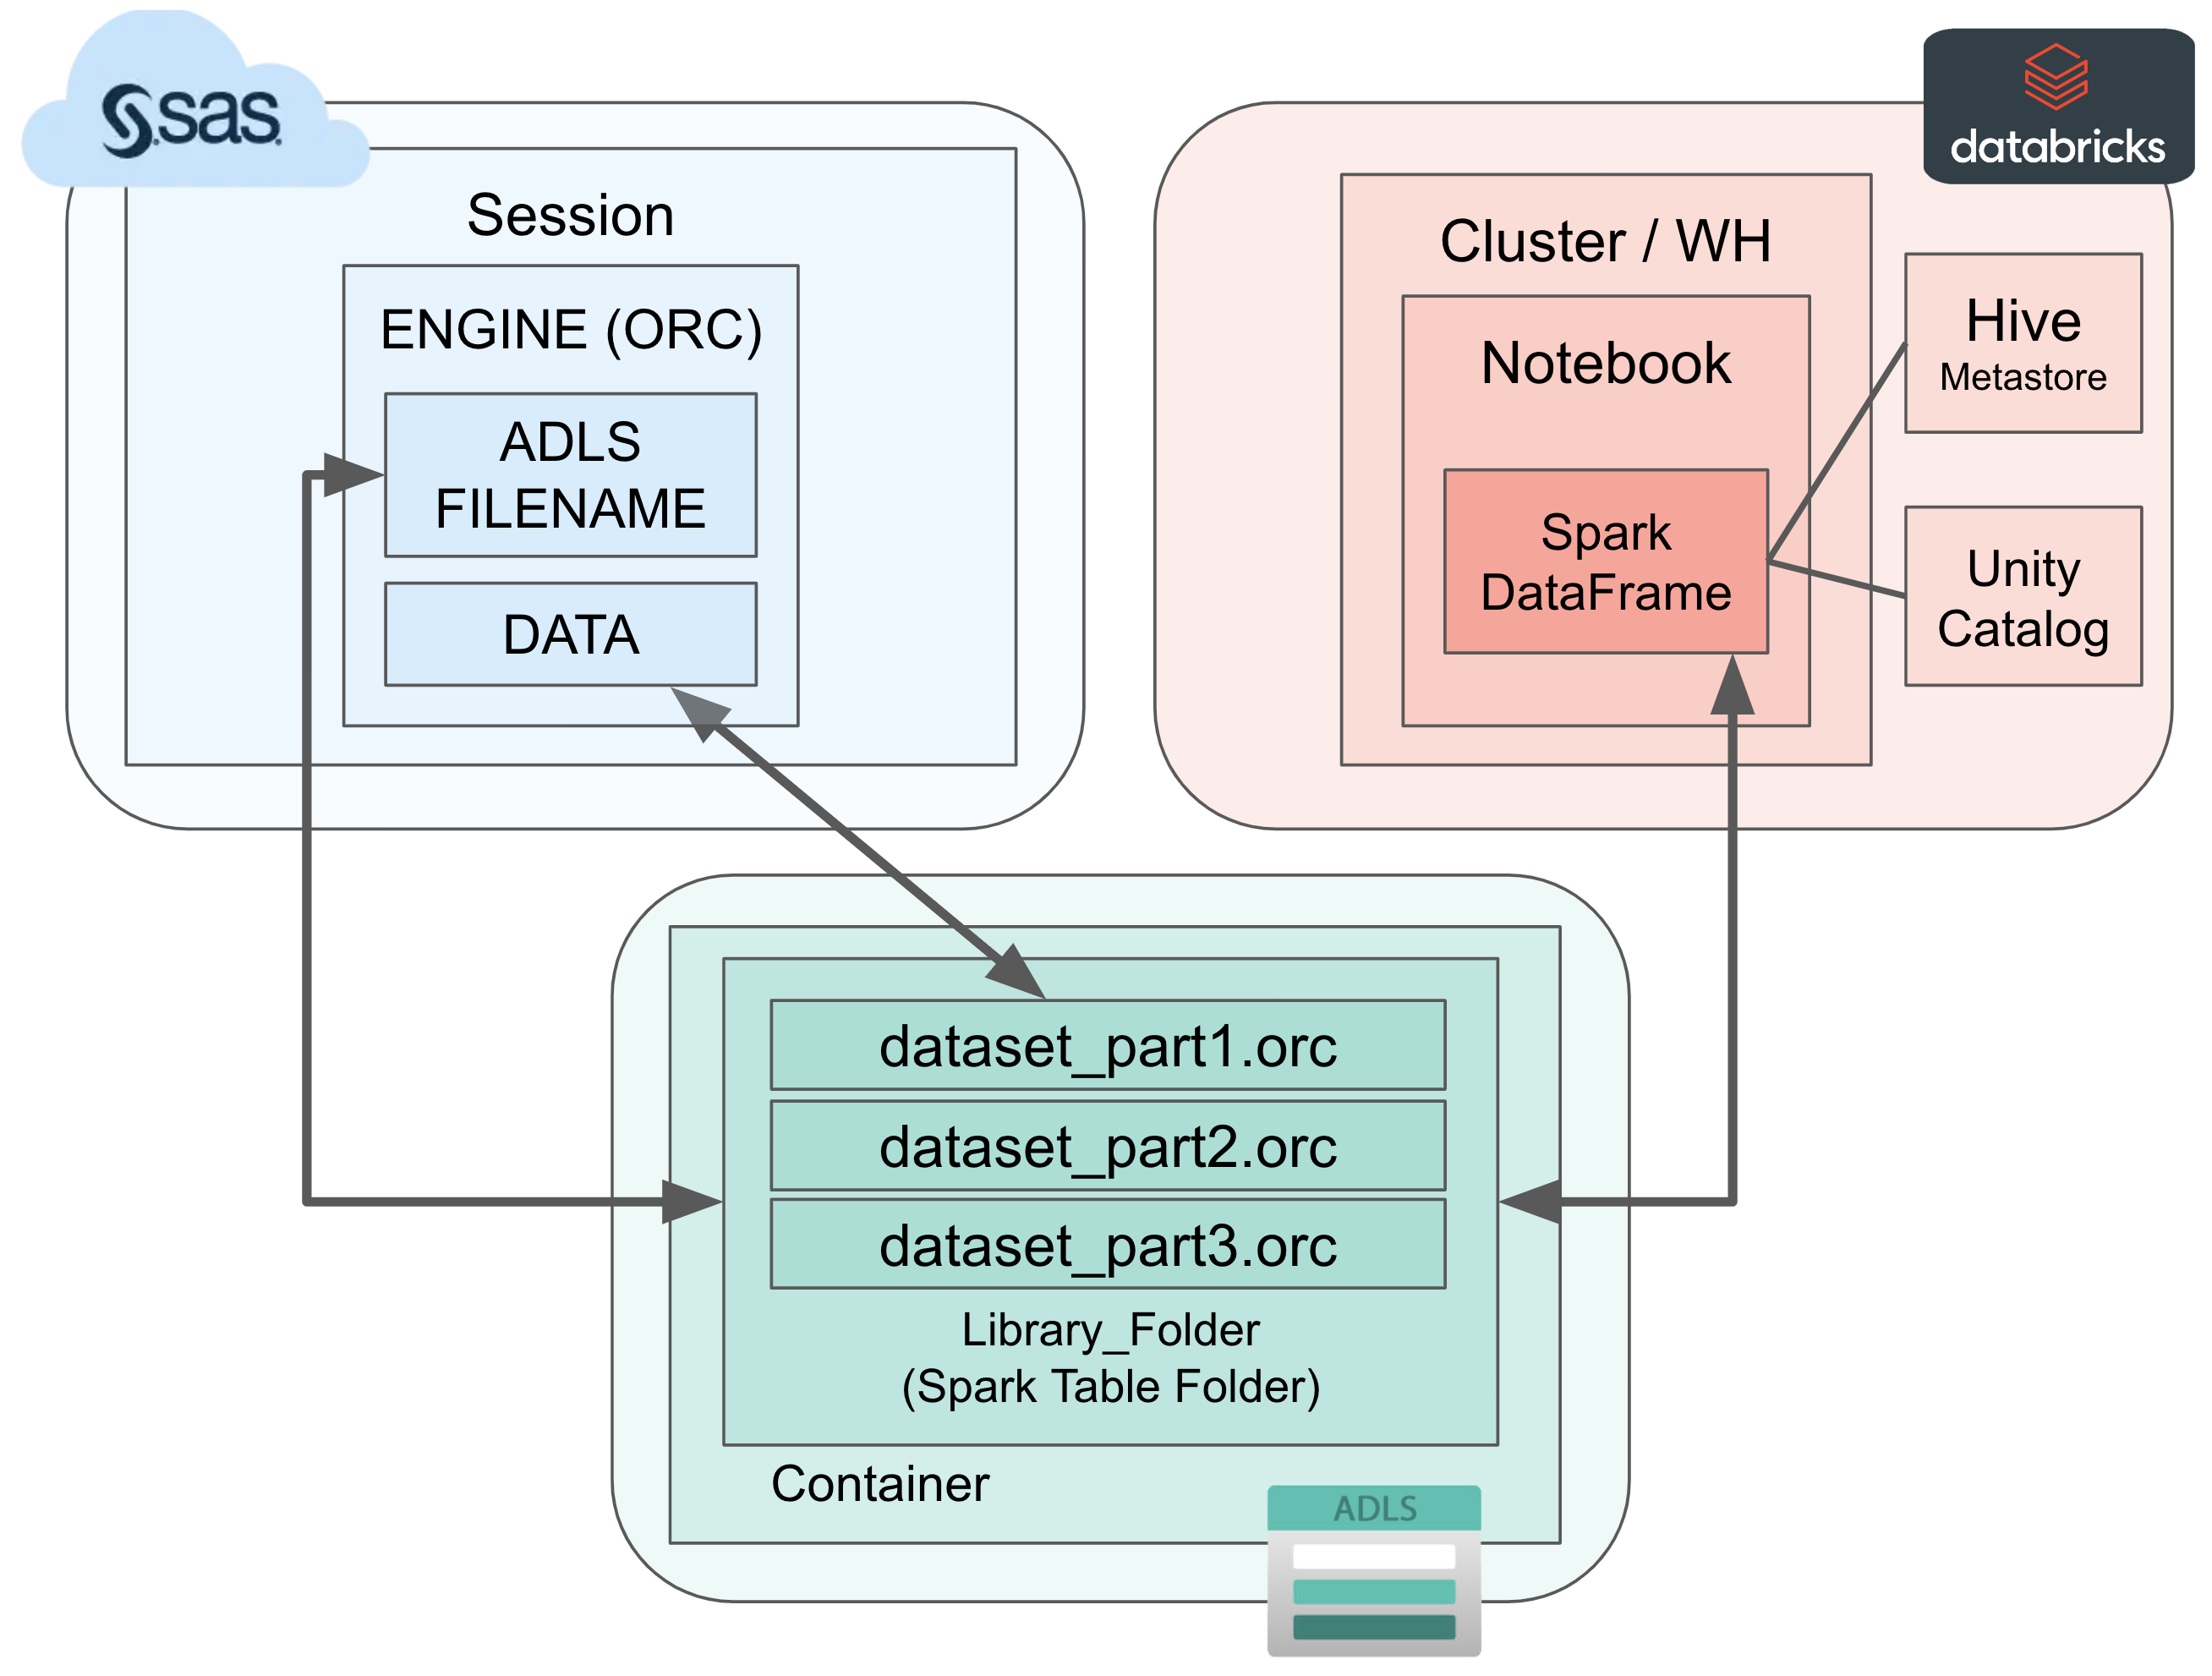 sas
Session
ENGINE (ORC)
ADLS
FILENAME
DATA
databricks
Cluster / WH
Notebook
Spark
DataFrame
Hive
Metastore
Unity
Catalog
dataset_part1.orc
dataset_part2.orc
dataset_part3.orc
Library_Folder
(Spark Table Folder)
Container
ADLS